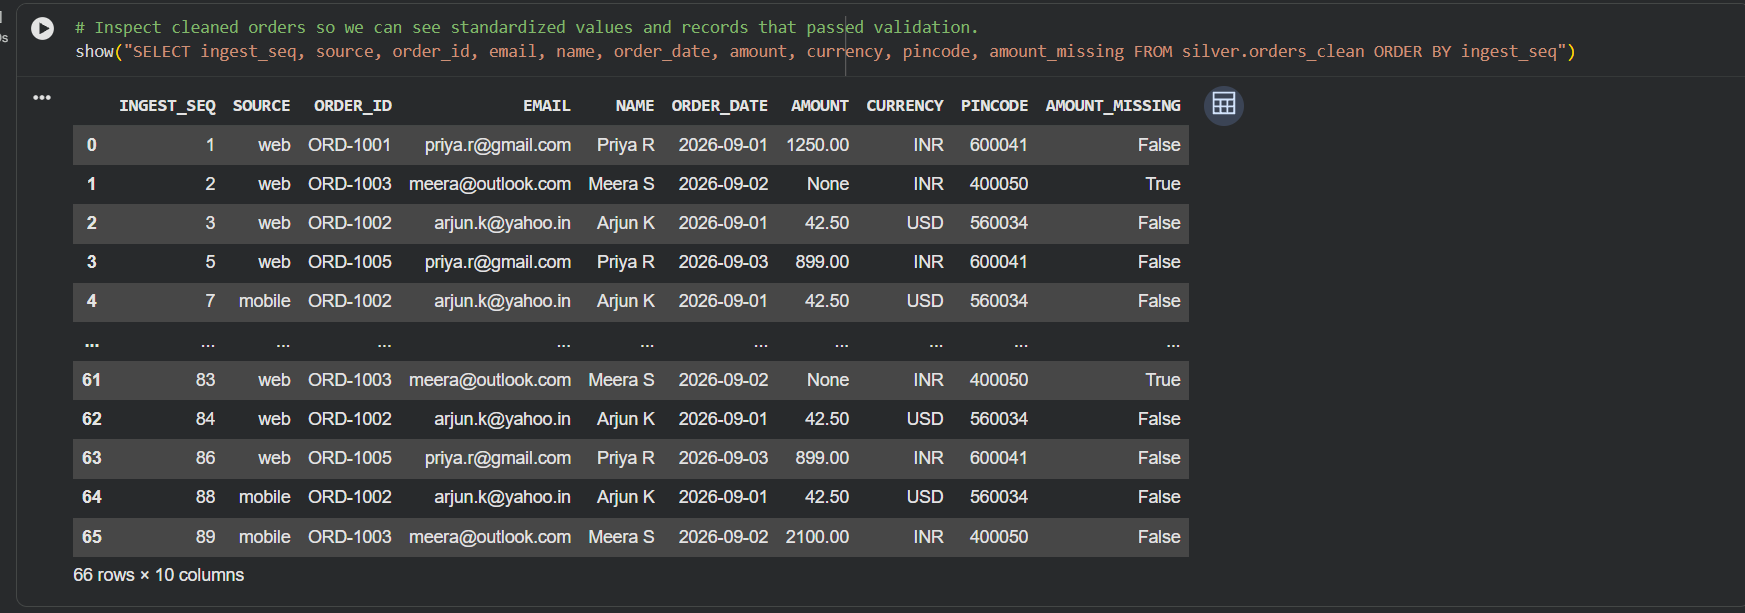 # Inspect cleaned orders so we can see standardized values and records that passed validation.
show("SELECT ingest_seq, source, order_id, email, name, order_date, amount, currency, pincode, amount_missing FROM silver.orders_clean ORDER BY ingest_seq")
INGEST_SEQ SOURCE ORDER_ID EMAIL NAME ORDER_DATE AMOUNT CURRENCY PINCODE AMOUNT_MISSING
0 1 web ORD-1001 priya.r@gmail.com Priya R 2026-09-01 1250.00 INR 600041 False
1 2 web ORD-1003 meera@outlook.com Meera S 2026-09-02 None INR 400050 True
2 3 web ORD-1002 arjun.k@yahoo.in Arjun K 2026-09-01 42.50 USD 560034 False
3 5 web ORD-1005 priya.r@gmail.com Priya R 2026-09-03 899.00 INR 600041 False
4 7 mobile ORD-1002 arjun.k@yahoo.in Arjun K 2026-09-01 42.50 USD 560034 False
... ... ... ... ... ... ... ... ... ... ...
61 83 web ORD-1003 meera@outlook.com Meera S 2026-09-02 None INR 400050 True
62 84 web ORD-1002 arjun.k@yahoo.in Arjun K 2026-09-01 42.50 USD 560034 False
63 86 web ORD-1005 priya.r@gmail.com Priya R 2026-09-03 899.00 INR 600041 False
64 88 mobile ORD-1002 arjun.k@yahoo.in Arjun K 2026-09-01 42.50 USD 560034 False
65 89 mobile ORD-1003 meera@outlook.com Meera S 2026-09-02 2100.00 INR 400050 False
66 rows × 10 columns